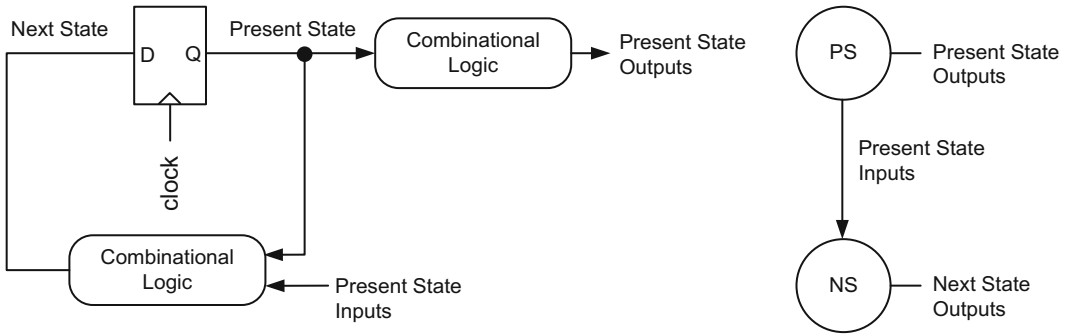 Next State
D
Q
Present State
Combinational
Logic
Present State
Outputs
clock
Combinational
Logic
Present State
Inputs
PS
Present State
Outputs
Present State
Inputs
NS
Next State
Outputs